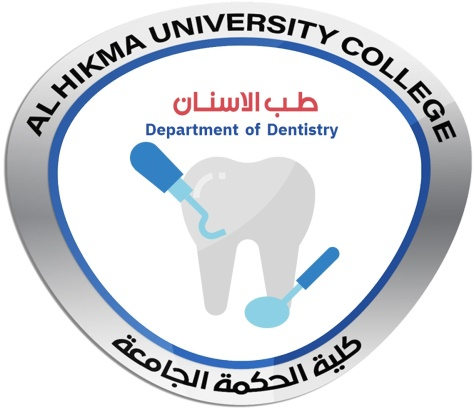 AL HIKMA UNIVERSITY COLLEGE
طب الاسنان
Department of Dentistry
كلية الحكمة الجامعة